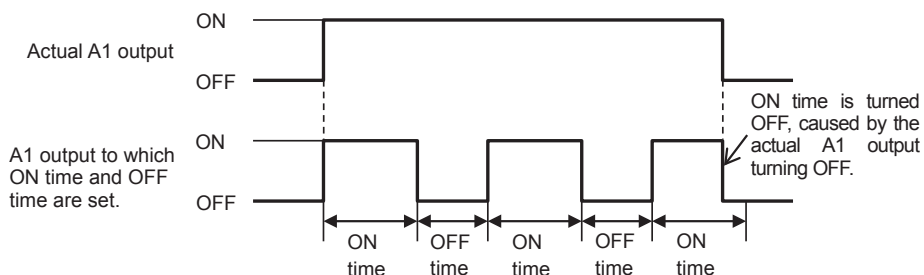 ON
Actual A1 output
OFF
ON time is turned
OFF, caused by the
actual A1 output
turning OFF.
ON
A1 output to which
ON time and OFF
time are set.
OFF
ON
time
OFF
time
ON
time
OFF
time
ON
time